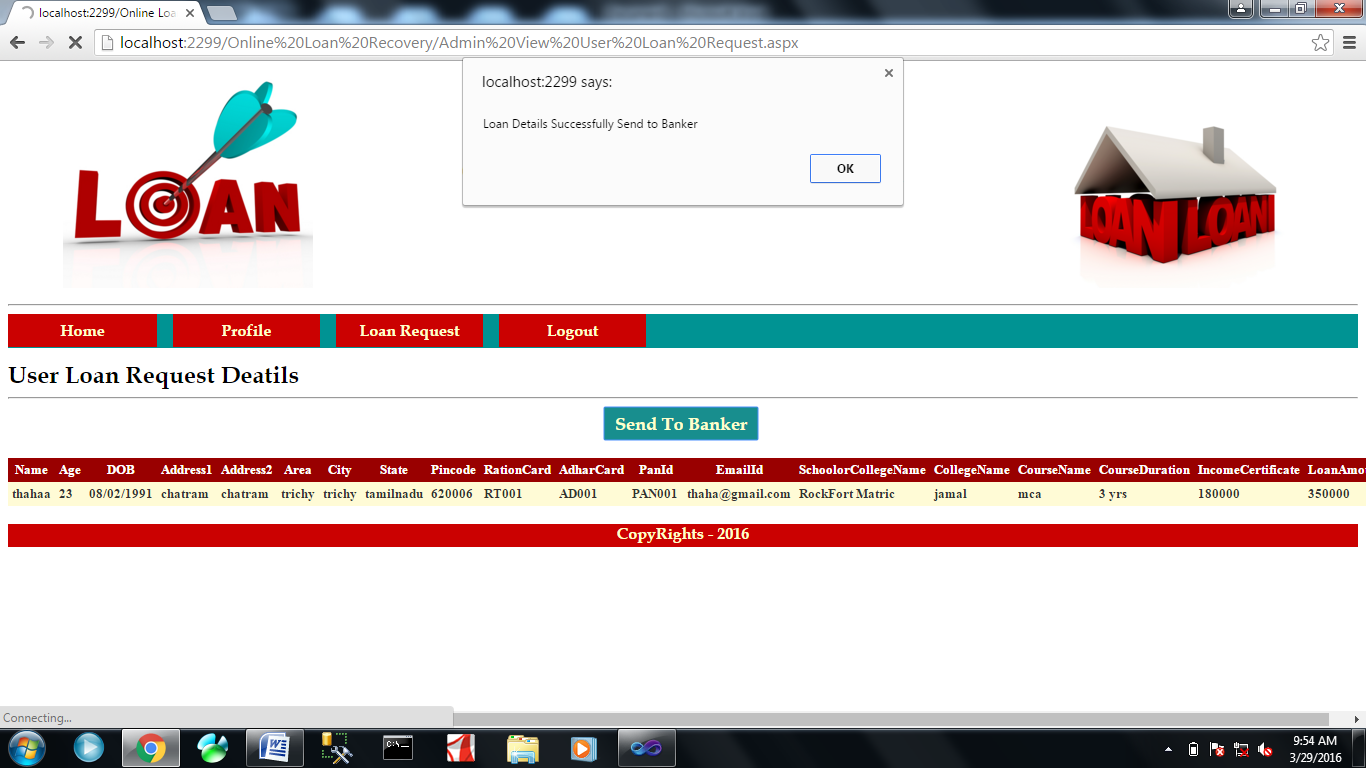 localhost:2299/Online Loa
localhost:2299/Online%20Loan%20Recovery/Admin%20View%20User%20Loan%20Request.aspx
localhost:2299 says:
Loan Details Successfully Send to Banker
OK
LOAN
LOAN LOAN
Home Profile Loan Request Logout
User Loan Request Deatils
Send To Banker
Name Age DOB Address1 Address2 Area City State Pincode RationCard AdharCard PanId EmailId SchoolorCollegeName CollegeName CourseName CourseDuration IncomeCertificate LoanAmo
thahaa 23 08/02/1991 chatram chatram trichy trichy tamilnadu 620006 RT001 AD001 PAN001 thaha@gmail.com RockFort Matric jamal mca 3 yrs 180000 350000
CopyRights - 2016
Connecting...
C:\
9:54 AM
3/29/2016